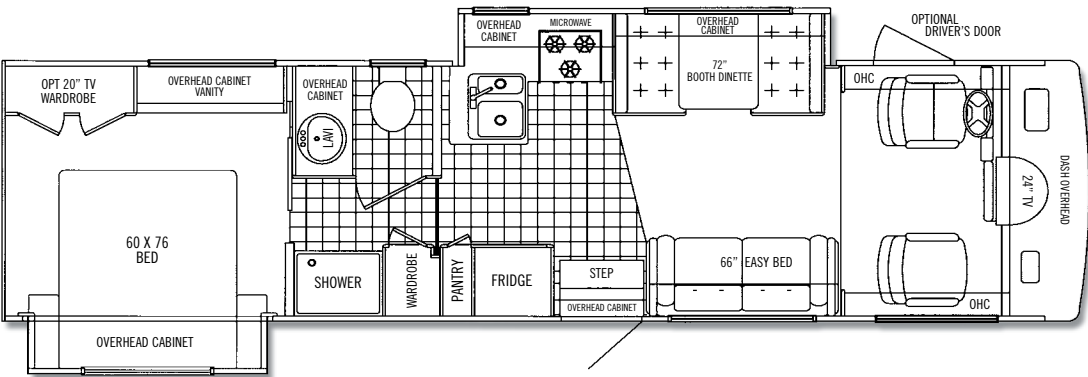 OVERHEAD
CABINET
MICROWAVE
OVERHEAD
CABINET
72"
BOOTH DINETTE
OPTIONAL
DRIVER'S DOOR
OPT 20" TV
WARDROBE
OVERHEAD CABINET
VANITY
OVERHEAD
CABINET
LAVI
OHC
24" TV
DASH OVERHEAD
60 X 76
BED
SHOWER
WARDROBE
PANTRY
FRIDGE
STEP
OVERHEAD CABINET
66" EASY BED
OHC
OVERHEAD CABINET